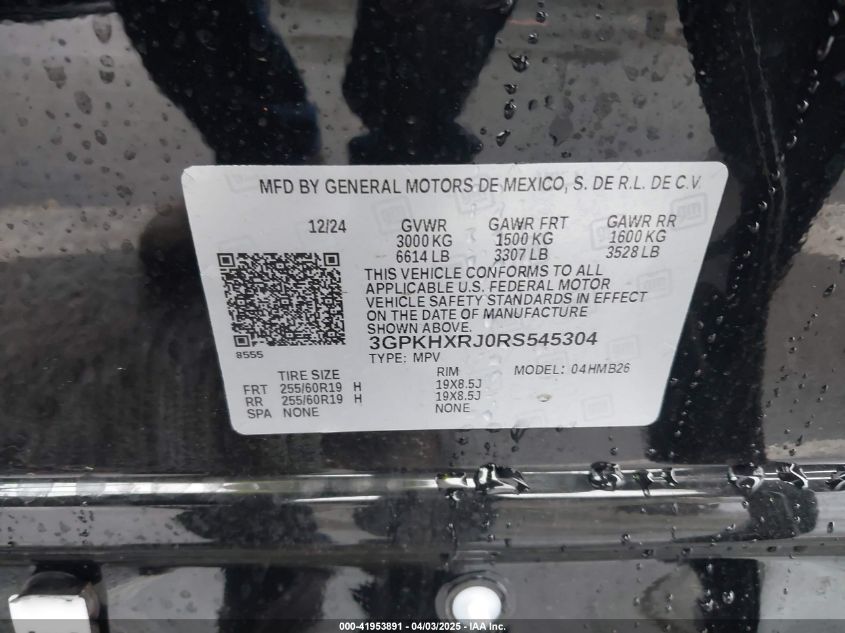 MFD BY GENERAL MOTORS DE MEXICO, S. DE R.L. DE C.V
12/24 GVWR GAWR FRT GAWR RR
3000 KG 1500 KG 1600 KG
6614 LB 3307 LB 3528 LB
THIS VEHICLE CONFORMS TO ALL
APPLICABLE U.S. FEDERAL MOTOR
VEHICLE SAFETY STANDARDS IN EFFECT
ON THE DATE OF MANUFACTURE
SHOWN ABOVE.
3GPKHXRJ0RS545304
8555
TYPE: MPV
TIRE SIZE RIM MODEL: 04HMB26
FRT 255/60R19 H 19X8.5J
RR 255/60R19 H 19X8.5J
SPA NONE NONE
000-41953891 - 04/03/2025 - www.iaai.com